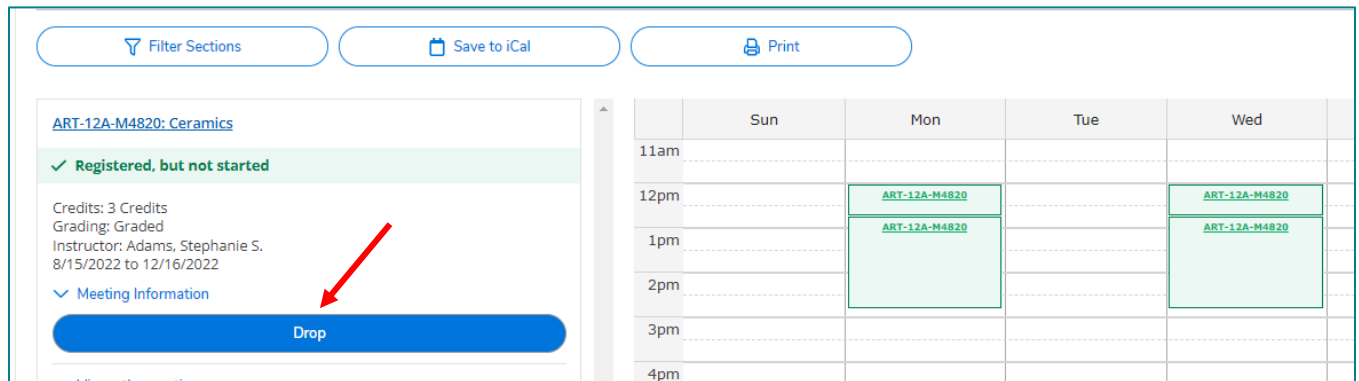 Filter Sections
Save to iCal
Print
ART-12A-M4820: Ceramics
Registered, but not started
Credits: 3 Credits
Grading: Graded
Instructor: Adams, Stephanie S.
8/15/2022 to 12/16/2022
Meeting Information
Drop
Sun Mon Tue Wed
11am
12pm
ART-12A-M4820 ART-12A-M4820
ART-12A-M4820 ART-12A-M4820
1pm
2pm
3pm
4pm